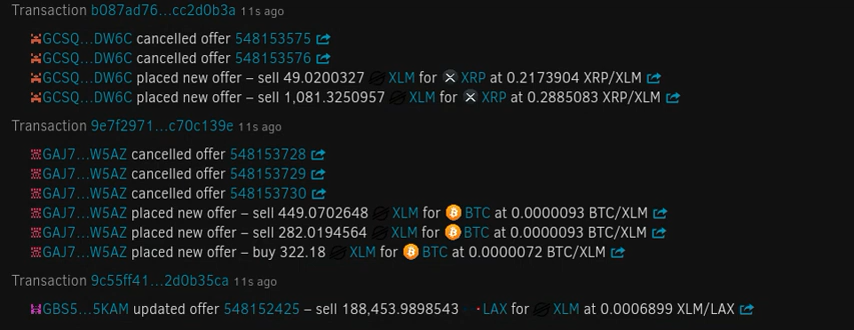 Transaction b087ad76…cc2d0b3a 11s ago
GCSQ…DW6C cancelled offer 548153575
GCSQ…DW6C cancelled offer 548153576
GCSQ…DW6C placed new offer – sell 49.0200327 XLM for XRP at 0.2173904 XRP/XLM
GCSQ…DW6C placed new offer – sell 1,081.3250957 XLM for XRP at 0.2885083 XRP/XLM
Transaction 9e7f2971…c70c139e 11s ago
GAJ7…W5AZ cancelled offer 548153728
GAJ7…W5AZ cancelled offer 548153729
GAJ7…W5AZ cancelled offer 548153730
GAJ7…W5AZ placed new offer – sell 449.0702648 XLM for BTC at 0.0000093 BTC/XLM
GAJ7…W5AZ placed new offer – sell 282.0194564 XLM for BTC at 0.0000093 BTC/XLM
GAJ7…W5AZ placed new offer – buy 322.18 XLM for BTC at 0.0000072 BTC/XLM
Transaction 9c55ff41…2d0b35ca 11s ago
GBS5…5KAM updated offer 548152425 – sell 188,453.9898543 LAX for XLM at 0.0006899 XLM/LAX